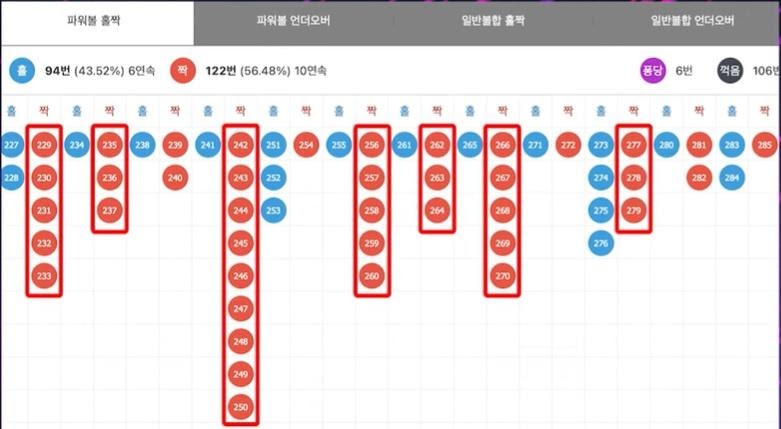 파워볼 홀짝 파워볼 언더오버 일반볼합 홀짝 일반볼합 언더오버
홀 94번 (43.52%) 6연속 짝 122번 (56.48%) 10연속 퐁당 6번 꺽음 106번
홀 짝 홀 짝 홀 짝 홀 짝 홀 짝 홀 짝 홀 짝 홀 짝 홀 짝 홀 짝 홀 짝 홀 짝
227 229 234 235 238 239 241 242 251 254 255 256 261 262 265 266 271 272 273 277 280 281 283 285
228 230 236 240 243 252 257 263 267 274 278 282 284
231 237 244 253 258 264 268 275 279
232 245 259 269 276
233 246 260 270
247
248
249
250